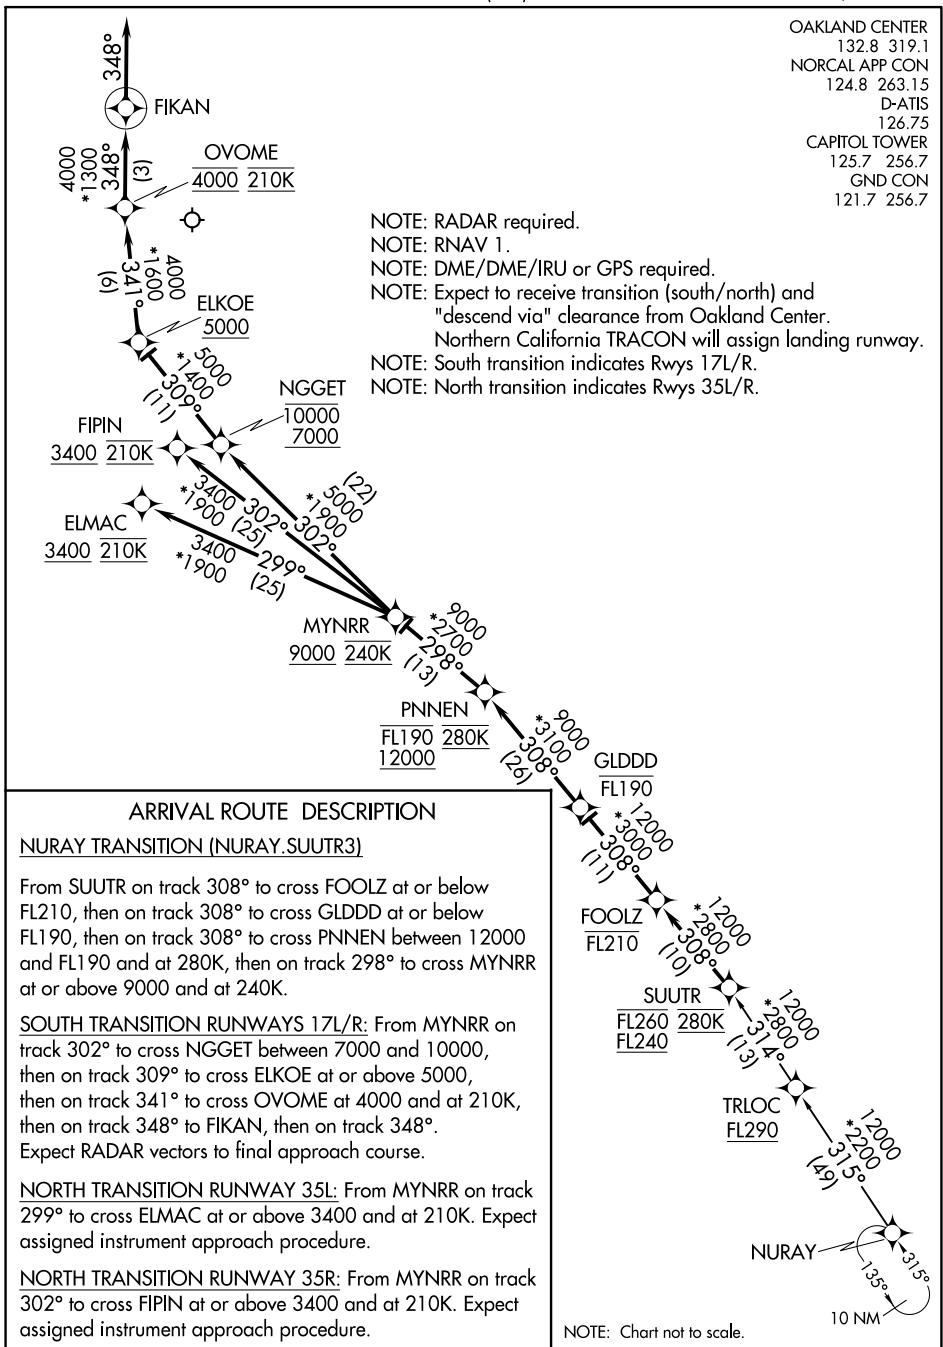 OAKLAND CENTER
132.8 319.1
NORCAL APP CON
124.8 263.15
D-ATIS
126.75
CAPITOL TOWER
125.7 256.7
GND CON
121.7 256.7
348°
FIKAN
4000
*1300
348°
(3)
OVOME
4000 210K
NOTE: RADAR required.
NOTE: RNAV 1.
NOTE: DME/DME/IRU or GPS required.
NOTE: Expect to receive transition (south/north) and
"descend via" clearance from Oakland Center.
Northern California TRACON will assign landing runway.
NOTE: South transition indicates Rwys 17L/R.
NOTE: North transition indicates Rwys 35L/R.
4000
*1600
341°
(9)
ELKOE
5000
5000
*1400
309°
(11)
NGGET
10000
7000
FIPIN
3400 210K
(22)
5000
*1900
302°
3400
*1900
302°
(25)
ELMAC
3400 210K
3400
*1900
299°
(25)
MYNRR
9000 240K
9000
*2700
298°
(13)
PNNEN
FL190 280K
12000
9000
*3100
308°
(26)
GLDDD
FL190
12000
*3000
308°
(11)
FOOLZ
FL210
12000
*2800
308°
(10)
SUUTR
FL260 280K
FL240
12000
*2800
314°
(13)
TRLOC
FL290
12000
*2200
315°
(49)
NURAY
315°
135°
10 NM
NOTE: Chart not to scale.
ARRIVAL ROUTE DESCRIPTION
NURAY TRANSITION (NURAY.SUUTR3)
From SUUTR on track 308° to cross FOOLZ at or below
FL210, then on track 308° to cross GLDDD at or below
FL190, then on track 308° to cross PNNEN between 12000
and FL190 and at 280K, then on track 298° to cross MYNRR
at or above 9000 and at 240K.
SOUTH TRANSITION RUNWAYS 17L/R: From MYNRR on
track 302° to cross NGGET between 7000 and 10000,
then on track 309° to cross ELKOE at or above 5000,
then on track 341° to cross OVOME at 4000 and at 210K,
then on track 348° to FIKAN, then on track 348°.
Expect RADAR vectors to final approach course.
NORTH TRANSITION RUNWAY 35L: From MYNRR on track
299° to cross ELMAC at or above 3400 and at 210K. Expect
assigned instrument approach procedure.
NORTH TRANSITION RUNWAY 35R: From MYNRR on track
302° to cross FIPIN at or above 3400 and at 210K. Expect
assigned instrument approach procedure.